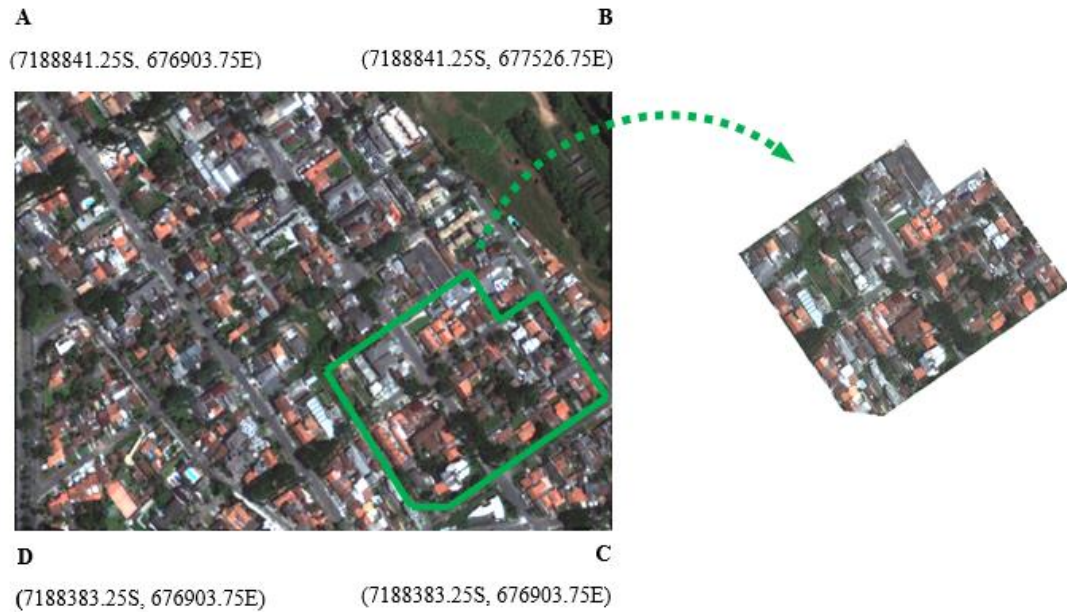 A
B
(7188841.25S, 676903.75E)
(7188841.25S, 677526.75E)
D
C
(7188383.25S, 676903.75E)
(7188383.25S, 676903.75E)